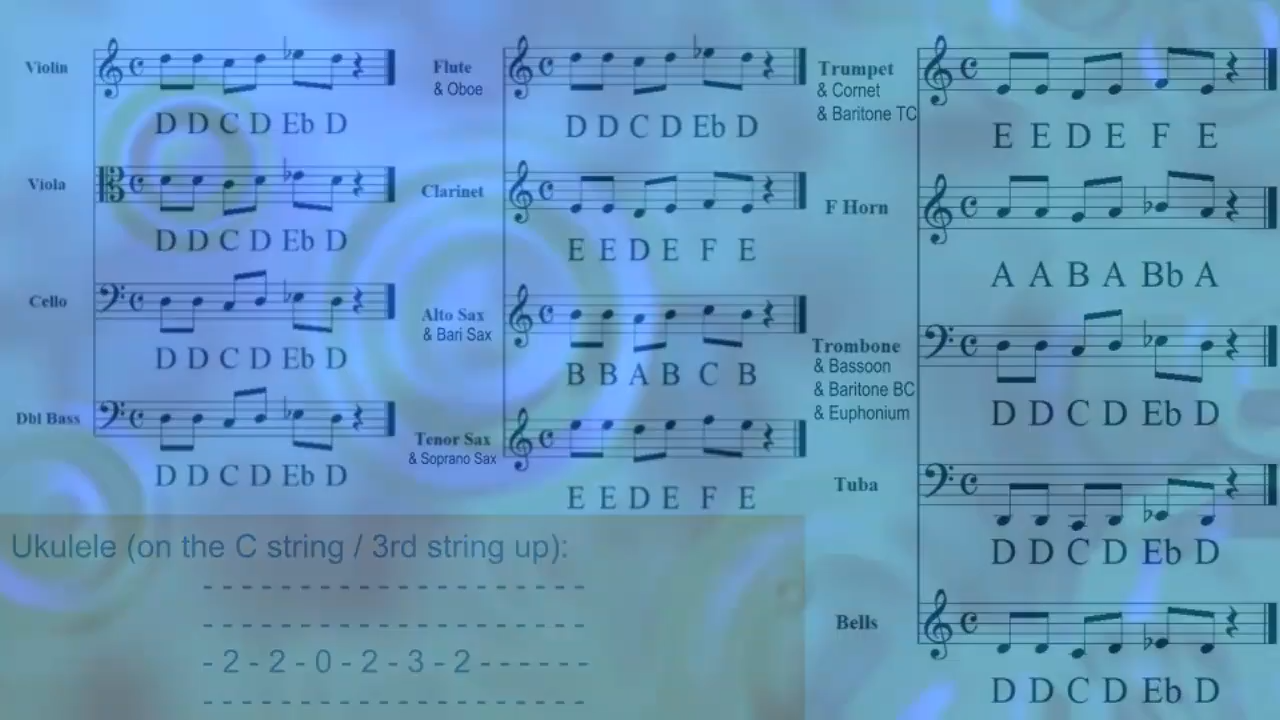 Violin
D D C D Eb D
Viola
D D C D Eb D
Cello
D D C D Eb D
Dbl Bass
D D C D Eb D
Flute
& Oboe
D D C D Eb D
Clarinet
E E D E F E
Alto Sax
& Bari Sax
B B A B C B
Tenor Sax
& Soprano Sax
E E D E F E
Trumpet
& Cornet
& Baritone TC
E E D E F E
F Horn
A A B A Bb A
Trombone
& Bassoon
& Baritone BC
& Euphonium
D D C D Eb D
Tuba
D D C D Eb D
Bells
D D C D Eb D
Ukulele (on the C string / 3rd string up):
- - - - - - - - - - - - - - - - - - - - -
- - - - - - - - - - - - - - - - - - - - -
- 2 - 2 - 0 - 2 - 3 - 2 - - - - - -
- - - - - - - - - - - - - - - - - - - - -